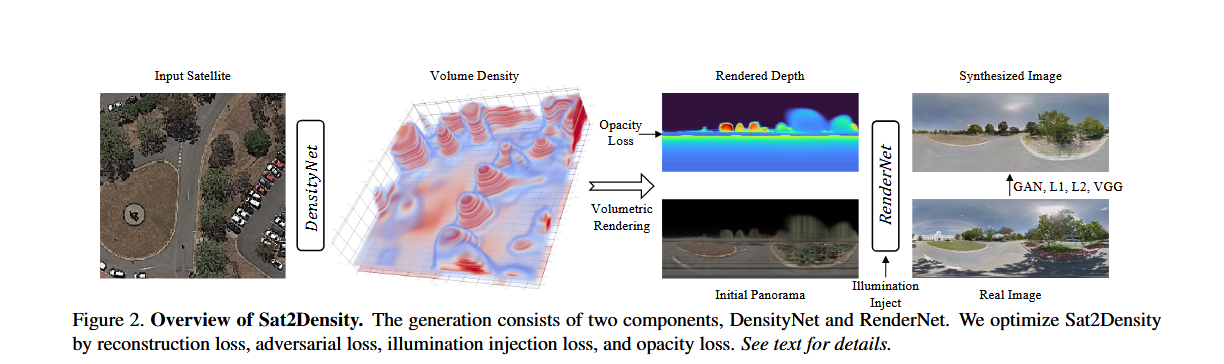 Input Satellite
Volume Density
Rendered Depth
Synthesized Image
DensityNet
Opacity
Loss
Volumetric
Rendering
RenderNet
GAN, L1, L2, VGG
Initial Panorama
Illumination
Inject
Real Image
Figure 2. Overview of Sat2Density. The generation consists of two components, DensityNet and RenderNet. We optimize Sat2Density
by reconstruction loss, adversarial loss, illumination injection loss, and opacity loss. See text for details.